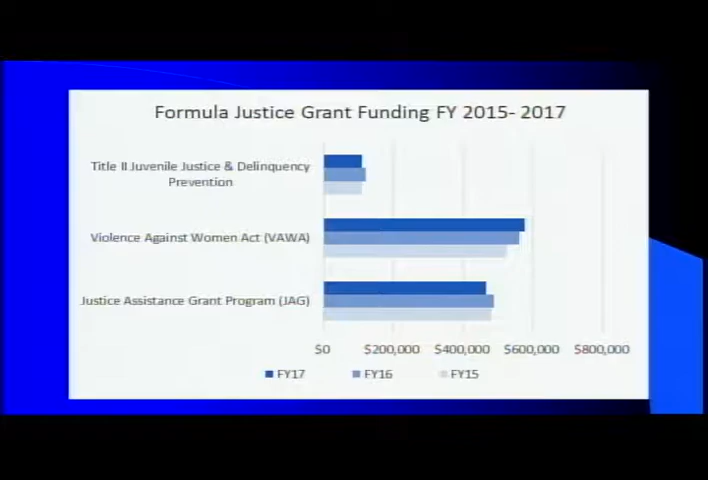 Formula Justice Grant Funding FY 2015- 2017
Title II Juvenile Justice & Delinquency
Prevention
Violence Against Women Act (VAWA)
Justice Assistance Grant Program (JAG)
$0 $200,000 $400,000 $600,000 $800,000
FY17 FY16 FY15